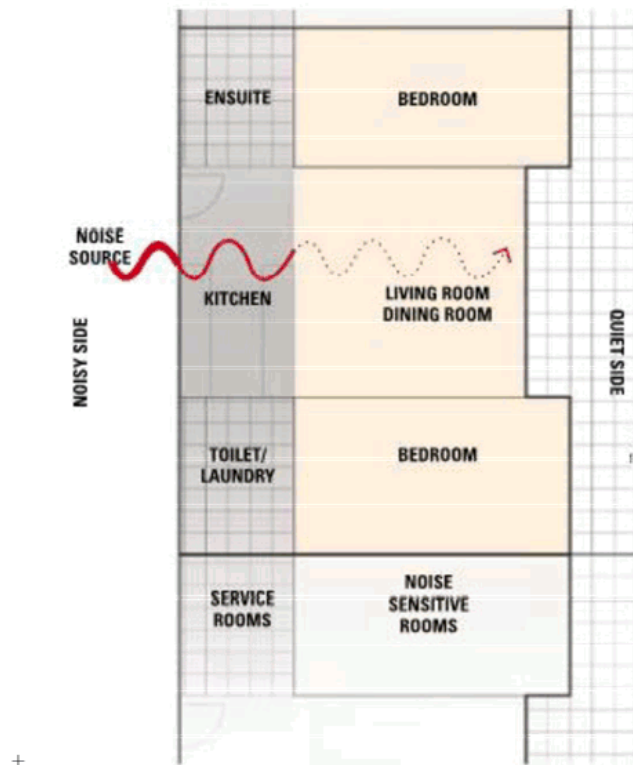 ENSUITE
BEDROOM
NOISE
SOURCE
KITCHEN
LIVING ROOM
DINING ROOM
NOISY SIDE
QUIET SIDE
TOILET/
LAUNDRY
BEDROOM
SERVICE
ROOMS
NOISE
SENSITIVE
ROOMS